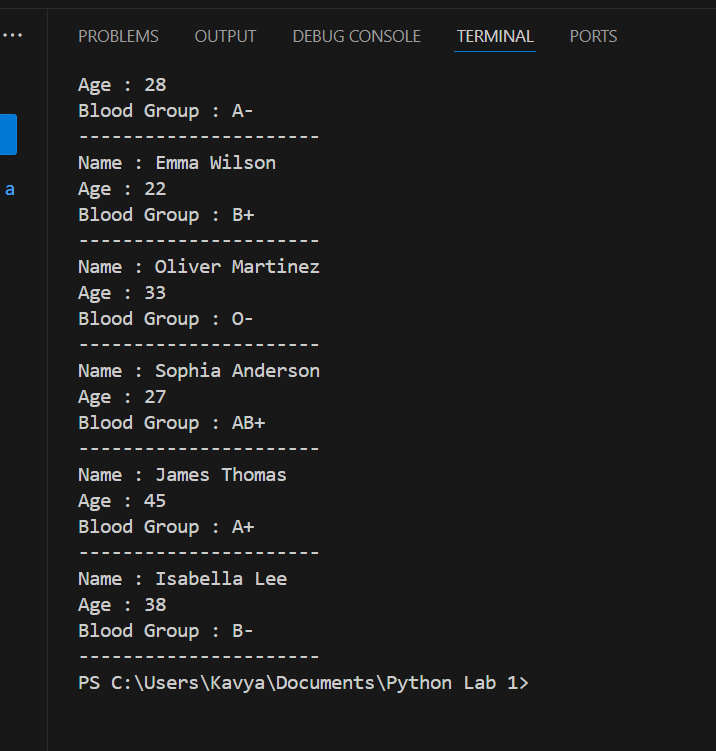 ...
PROBLEMS OUTPUT DEBUG CONSOLE TERMINAL PORTS
a
Age : 28
Blood Group : A-
----------------------
Name : Emma Wilson
Age : 22
Blood Group : B+
----------------------
Name : Oliver Martinez
Age : 33
Blood Group : O-
----------------------
Name : Sophia Anderson
Age : 27
Blood Group : AB+
----------------------
Name : James Thomas
Age : 45
Blood Group : A+
----------------------
Name : Isabella Lee
Age : 38
Blood Group : B-
----------------------
PS C:\Users\Kavya\Documents\Python Lab 1>